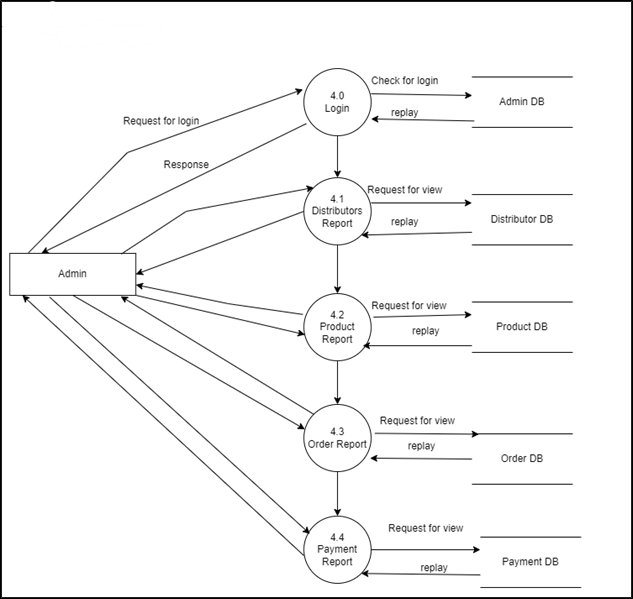 4.0
Login
Check for login
Admin DB
replay
Request for login
Response
4.1
Distributors
Report
Request for view
Distributor DB
replay
Admin
4.2
Product
Report
Request for view
Product DB
replay
4.3
Order Report
Request for view
replay
Order DB
4.4
Payment
Report
Request for view
Payment DB
replay